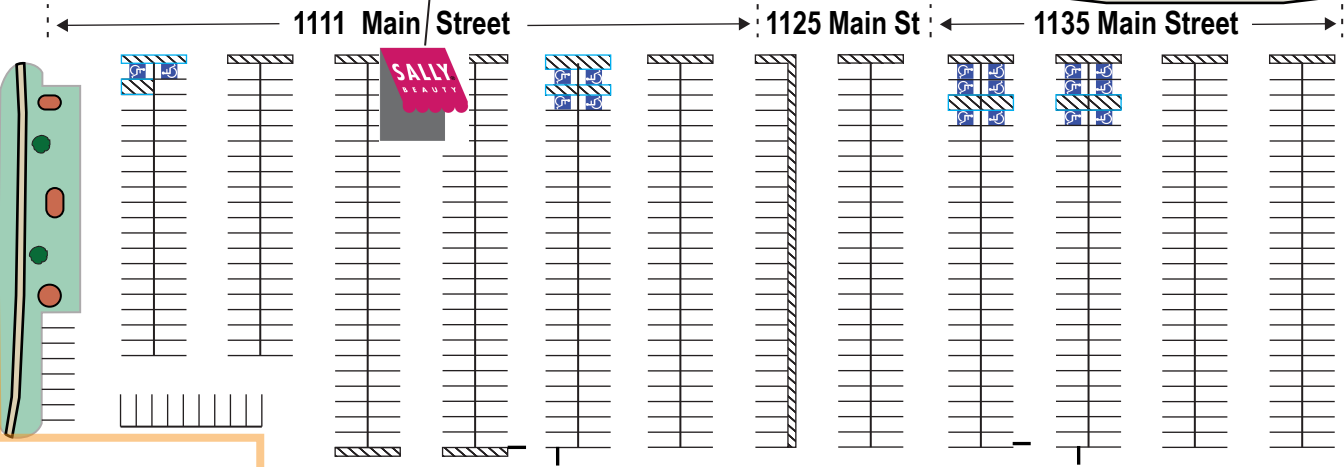 1111 Main Street
1125 Main St
1135 Main Street
SALLY.
BEAUTY